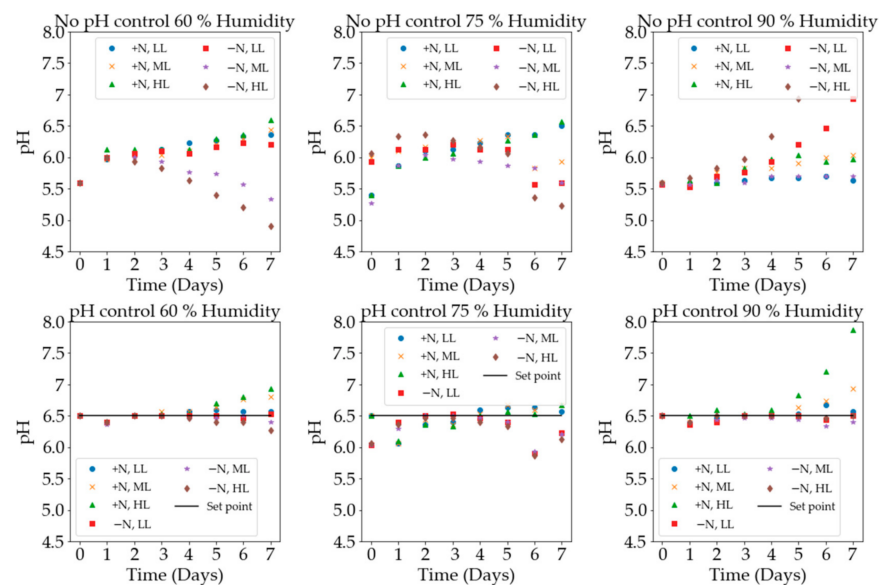 No pH control 60 % Humidity
8.0
7.5
7
6.5
6.0
5.5
5.0
4.5
pH
+N, LL
+N, ML
+N, HL
−N, LL
−N, ML
−N, HL
0 1 2 3 4 5 6 7
Time (Days)
No pH control 75 % Humidity
8.0
7.5
7
6.5
6.0
5.5
5.0
4.5
pH
+N, LL
+N, ML
+N, HL
−N, LL
−N, ML
−N, HL
0 1 2 3 4 5 6 7
Time (Days)
No pH control 90 % Humidity
8.0
7.5
7
6.5
6.0
5.5
5.0
4.5
pH
+N, LL
+N, ML
+N, HL
−N, LL
−N, ML
−N, HL
0 1 2 3 4 5 6 7
Time (Days)
pH control 60 % Humidity
8.0
7.5
7.0
6.5
6.0
5.5
5.0
4.5
pH
+N, LL
+N, ML
+N, HL
−N, LL
−N, ML
−N, HL
Set point
0 1 2 3 4 5 6 7
Time (Days)
pH control 75 % Humidity
8.0
7.5
7.0
6.5
6.0
5.5
5.0
4.5
pH
+N, LL
+N, ML
+N, HL
−N, LL
−N, ML
−N, HL
Set point
0 1 2 3 4 5 6 7
Time (Days)
pH control 90 % Humidity
8.0
7.5
7.0
6.5
6.0
5.5
5.0
4.5
pH
+N, LL
+N, ML
+N, HL
−N, LL
−N, ML
−N, HL
Set point
0 1 2 3 4 5 6 7
Time (Days)